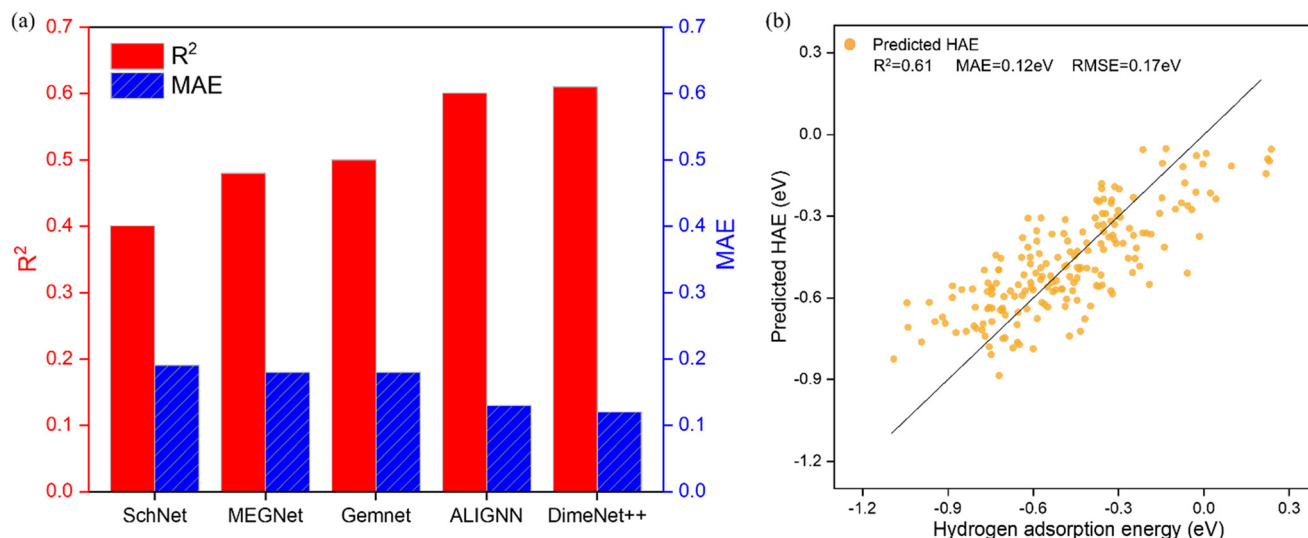 (a)
0.7
0.6
0.5
0.4
0.3
0.2
0.1
0.0
R²
R²
MAE
SchNet MEGNet Gemnet ALIGNN DimeNet++
0.7
0.6
0.5
0.4
0.3
0.2
0.1
0.0
MAE
(b)
Predicted HAE
R²=0.61 MAE=0.12eV RMSE=0.17eV
0.3
0.0
-0.3
-0.6
-0.9
-1.2
Predicted HAE (eV)
-1.2 -0.9 -0.6 -0.3 0.0 0.3
Hydrogen adsorption energy (eV)